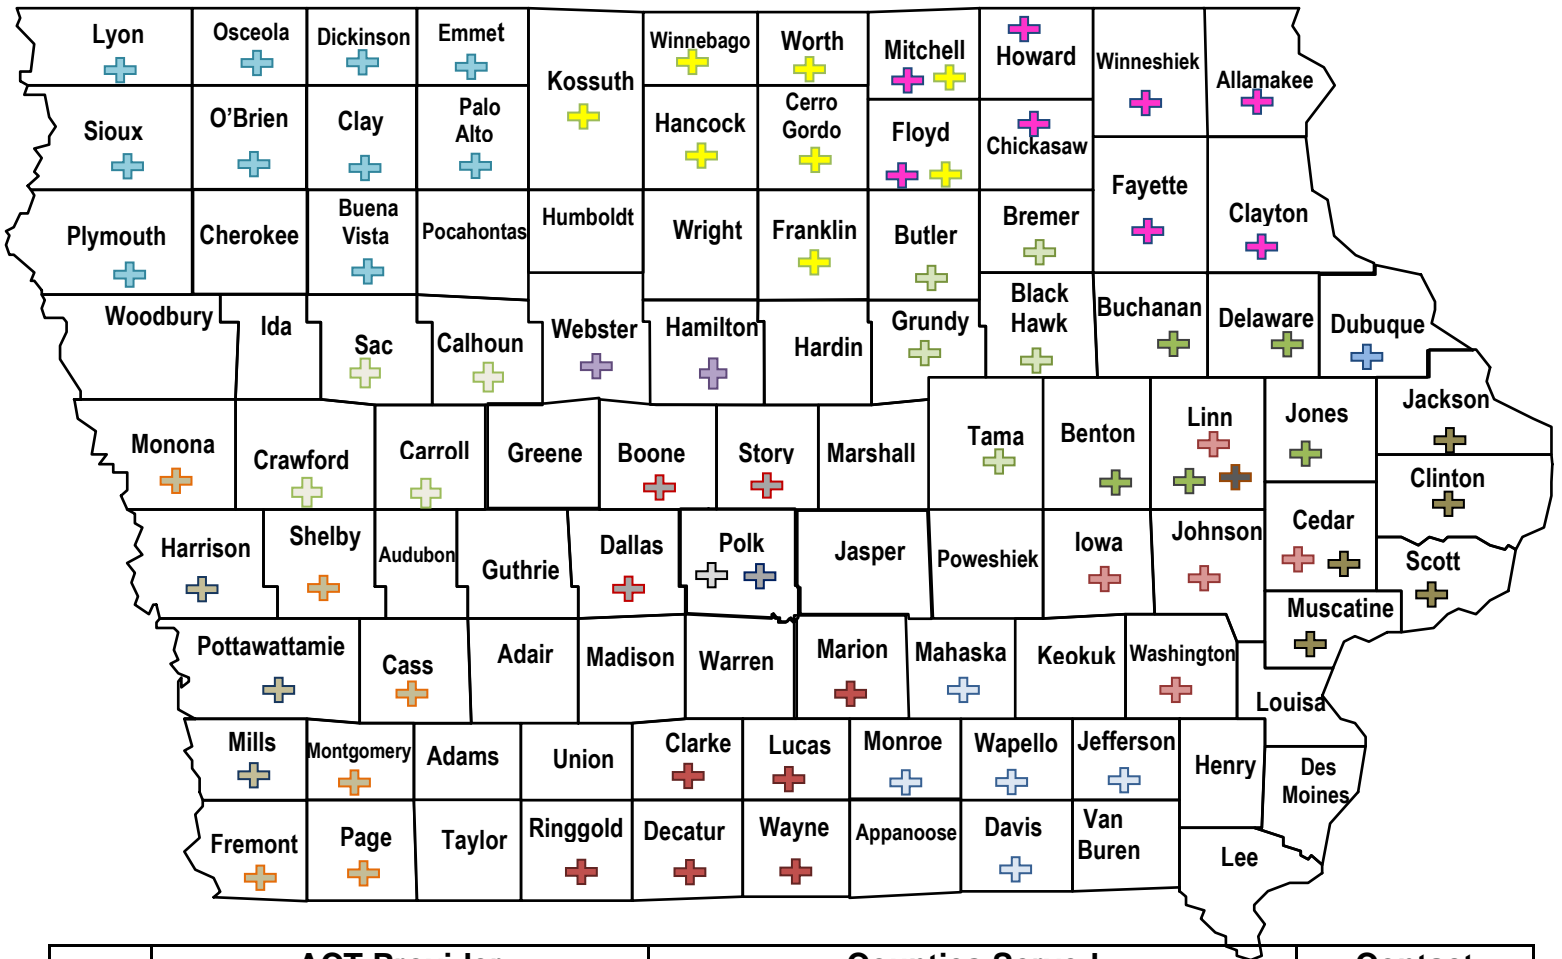 Lyon
Osceola
Dickinson
Emmet
Kossuth
Winnebago
Worth
Mitchell
Howard
Winneshiek
Allamakee
Sioux
O’Brien
Clay
Palo
Alto
Hancock
Cerro
Gordo
Floyd
Chickasaw
Plymouth
Cherokee
Buena
Vista
Pocahontas
Humboldt
Wright
Franklin
Butler
Bremer
Fayette
Clayton
Woodbury
Ida
Sac
Calhoun
Webster
Hamilton
Hardin
Grundy
Black
Hawk
Buchanan
Delaware
Dubuque
Monona
Crawford
Carroll
Greene
Boone
Story
Marshall
Tama
Benton
Linn
Jones
Jackson
Clinton
Harrison
Shelby
Audubon
Guthrie
Dallas
Polk
Jasper
Poweshiek
Iowa
Johnson
Cedar
Scott
Muscatine
Pottawattamie
Cass
Adair
Madison
Warren
Marion
Mahaska
Keokuk
Washington
Louisa
Mills
Montgomery
Adams
Union
Clarke
Lucas
Monroe
Wapello
Jefferson
Henry
Des
Moines
Fremont
Page
Taylor
Ringgold
Decatur
Wayne
Appanoose
Davis
Van
Buren
Lee
ACT Provider
Counties Served
Contact